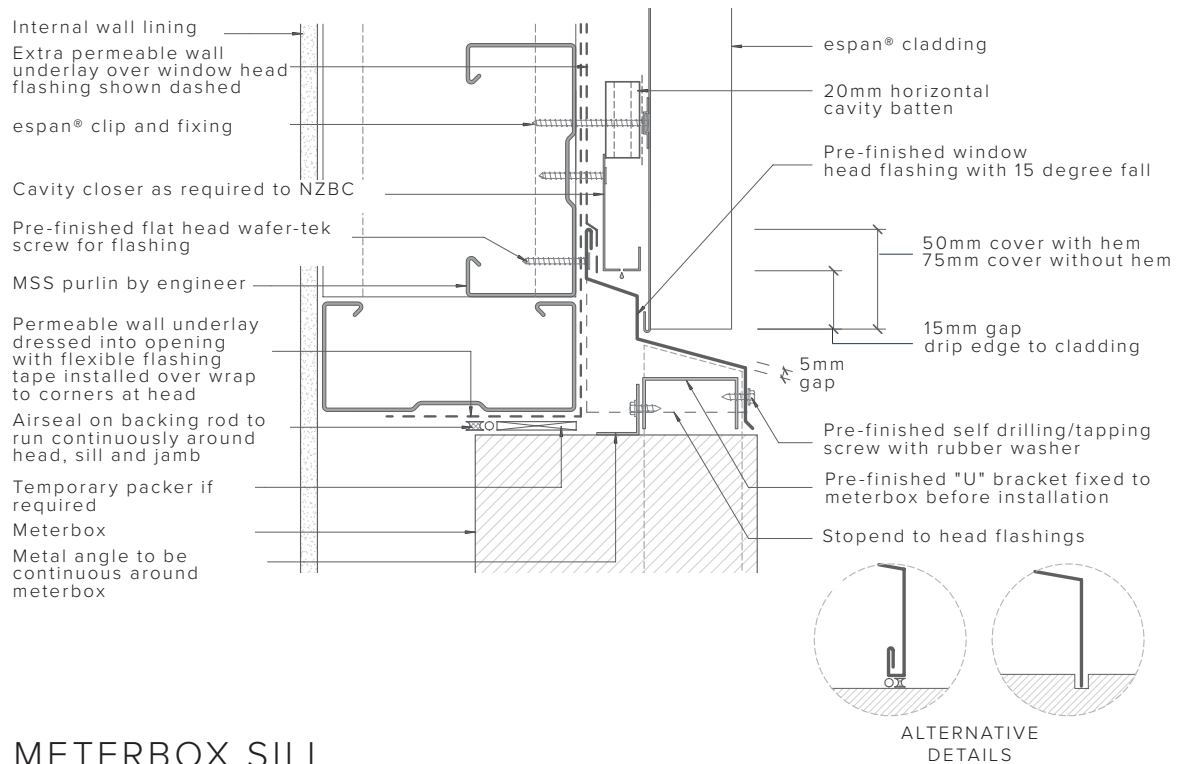 Internal wall lining
Extra permeable wall
underlay over window head
flashing shown dashed
espan® clip and fixing
Cavity closer as required to NZBC
Pre-finished flat head wafer-tek
screw for flashing
MSS purlin by engineer
Permeable wall underlay
dressed into opening
with flexible flashing
tape installed over wrap
to corners at head
Airseal on backing rod to
run continuously around
head, sill and jamb
Temporary packer if
required
Meterbox
Metal angle to be
continuous around
meterbox
espan® cladding
20mm horizontal
cavity batten
Pre-finished window
head flashing with 15 degree fall
50mm cover with hem
75mm cover without hem
15mm gap
drip edge to cladding
5mm
gap
Pre-finished self drilling/tapping
screw with rubber washer
Pre-finished "U" bracket fixed to
meterbox before installation
Stopend to head flashings
ALTERNATIVE
DETAILS
METERBOX SILL